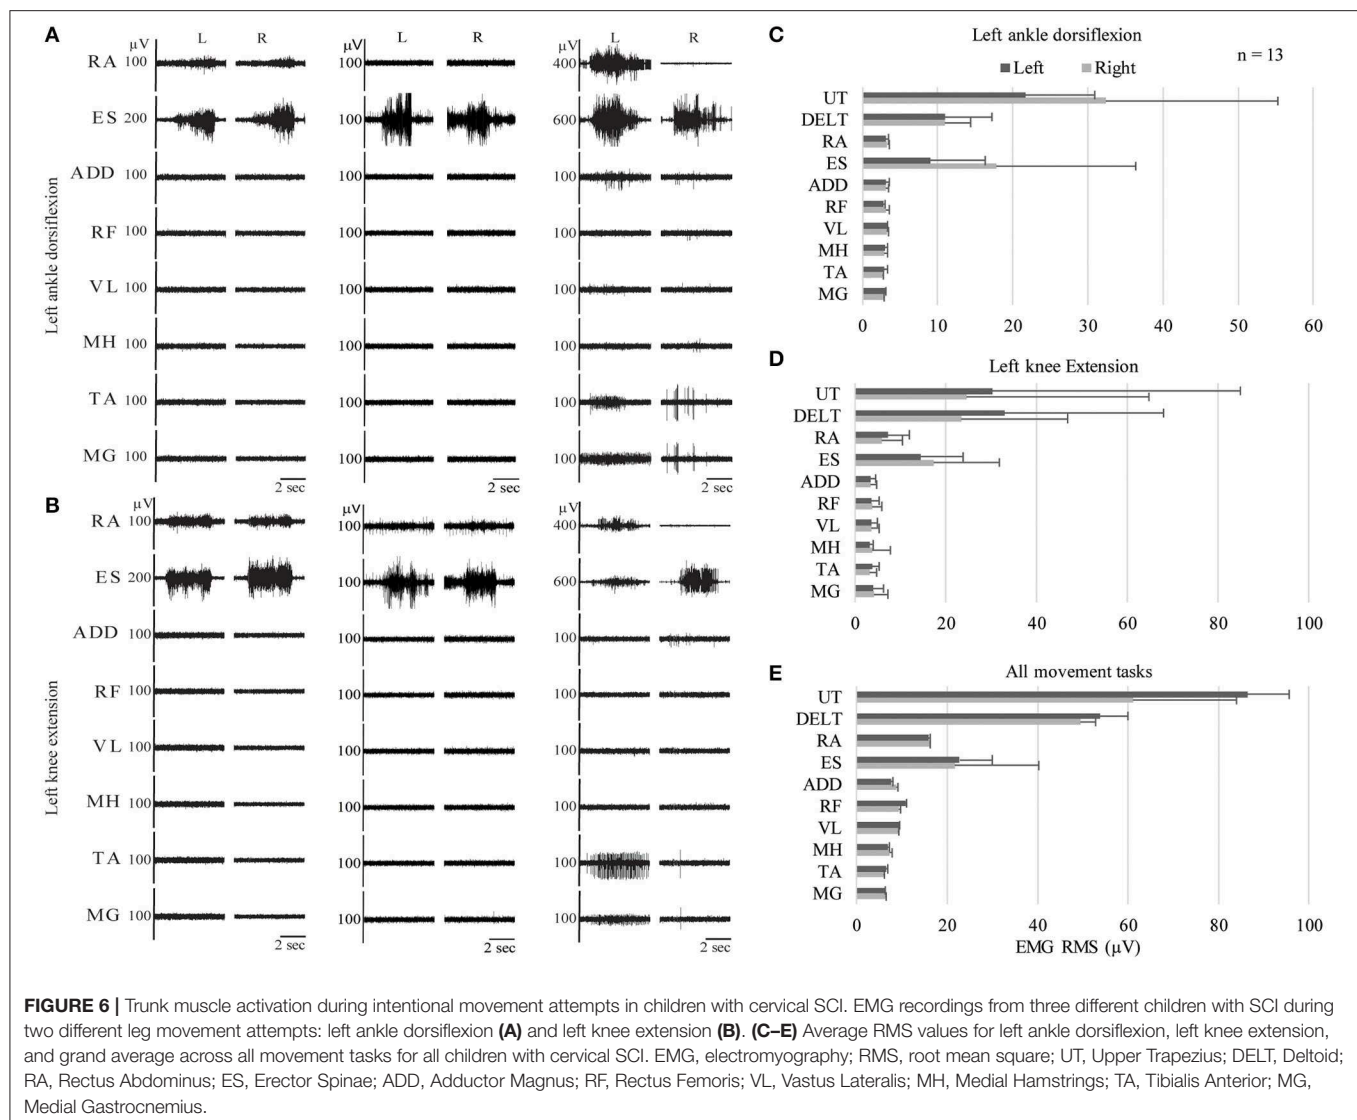 A
L R
L R
L R
µV
µV
Left ankle dorsiflexion
RA 100 100 400
ES 200 100 600
ADD 100 100 100
RF 100 100 100
VL 100 100 100
MH 100 100 100
TA 100 100 100
MG 100 100 100
2 sec 2 sec 2 sec
B
µV
µV
Left knee extension
RA 100 100 400
ES 200 100 600
ADD 100 100 100
RF 100 100 100
VL 100 100 100
MH 100 100 100
TA 100 100 100
MG 100 100 100
2 sec 2 sec 2 sec
C
Left ankle dorsiflexion
n = 13
Left Right
UT
DELT
RA
ES
ADD
RF
VL
MH
TA
MG
0 10 20 30 40 50 60
D
Left knee Extension
UT
DELT
RA
ES
ADD
RF
VL
MH
TA
MG
0 20 40 60 80 100
E
All movement tasks
UT
DELT
RA
ES
ADD
RF
VL
MH
TA
MG
0 20 40 60 80 100
EMG RMS (µV)
FIGURE 6 | Trunk muscle activation during intentional movement attempts in children with cervical SCI. EMG recordings from three different children with SCI during
two different leg movement attempts: left ankle dorsiflexion (A) and left knee extension (B). (C–E) Average RMS values for left ankle dorsiflexion, left knee extension,
and grand average across all movement tasks for all children with cervical SCI. EMG, electromyography; RMS, root mean square; UT, Upper Trapezius; DELT, Deltoid;
RA, Rectus Abdominus; ES, Erector Spinae; ADD, Adductor Magnus; RF, Rectus Femoris; VL, Vastus Lateralis; MH, Medial Hamstrings; TA, Tibialis Anterior; MG,
Medial Gastrocnemius.